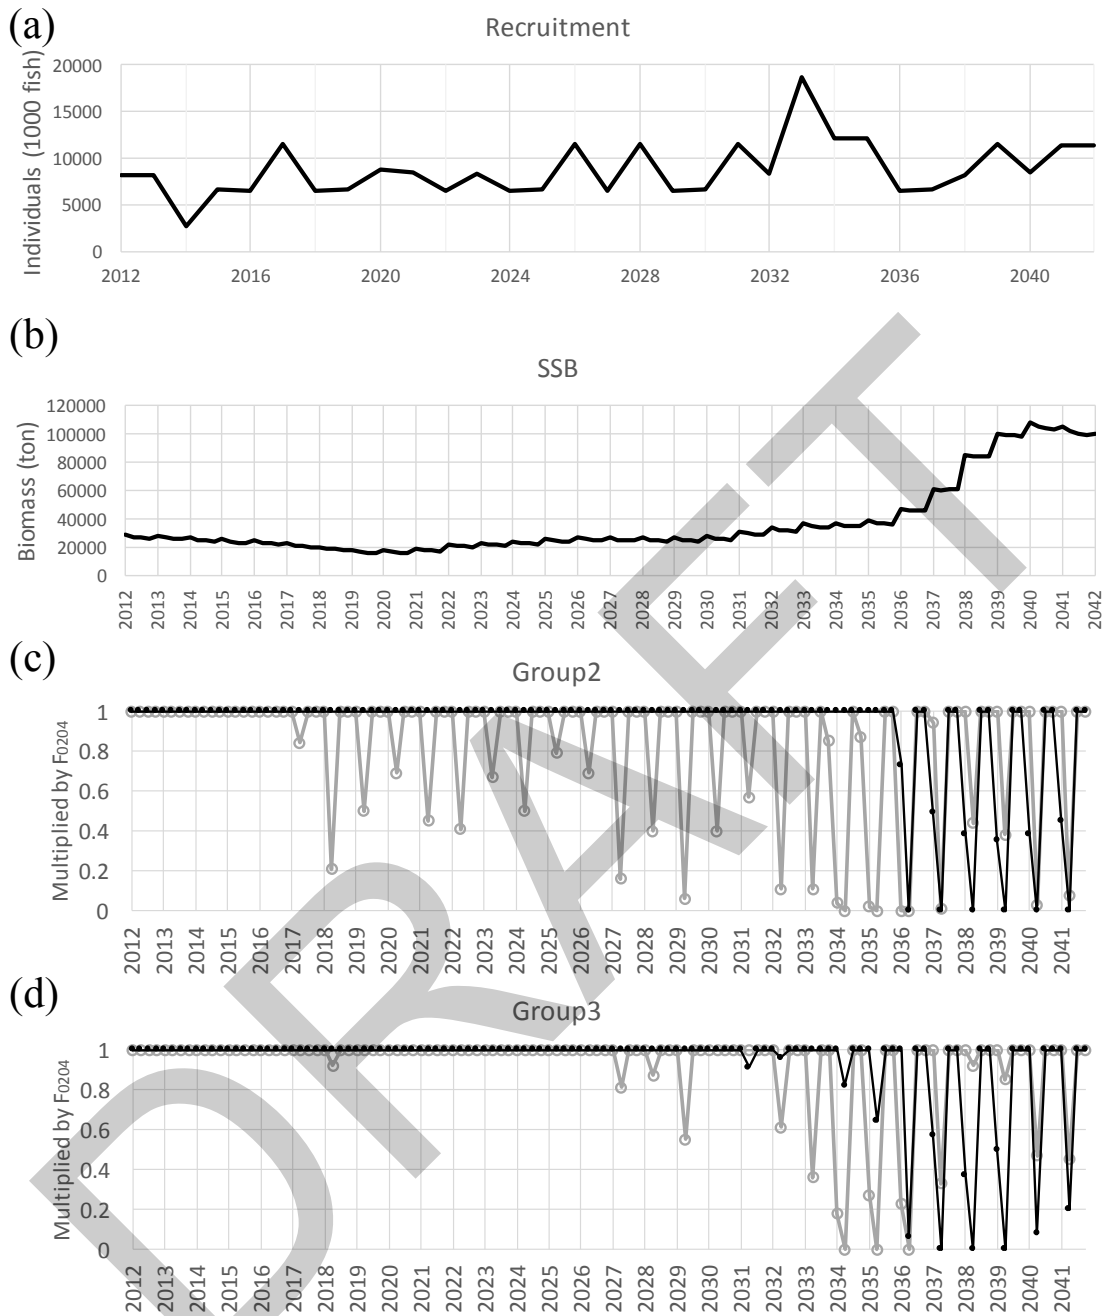 (a)
Recruitment
Individuals (1000 fish)
20000
15000
10000
5000
0
2012 2016 2020 2024 2028 2032 2036 2040
(b)
SSB
Biomass (ton)
120000
100000
80000
60000
40000
20000
0
2012 2013 2014 2015 2016 2017 2018 2019 2020 2021 2022 2023 2024 2025 2026 2027 2028 2029 2030 2031 2032 2033 2034 2035 2036 2037 2038 2039 2040 2041 2042
(c)
Group2
Multiplied by F0204
1
0.8
0.6
0.4
0.2
0
2012 2013 2014 2015 2016 2017 2018 2019 2020 2021 2022 2023 2024 2025 2026 2027 2028 2029 2030 2031 2032 2033 2034 2035 2036 2037 2038 2039 2040 2041
(d)
Group3
Multiplied by F0204
1
0.8
0.6
0.4
0.2
0
2012 2013 2014 2015 2016 2017 2018 2019 2020 2021 2022 2023 2024 2025 2026 2027 2028 2029 2030 2031 2032 2033 2034 2035 2036 2037 2038 2039 2040 2041
DRAFT